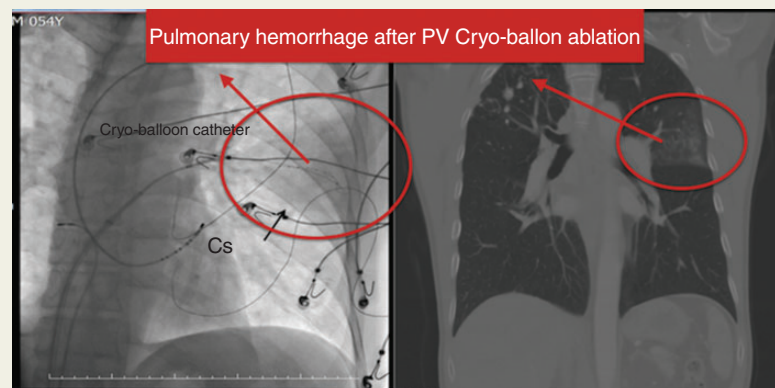 M 054Y
Pulmonary hemorrhage after PV Cryo-ballon ablation
Cryo-balloon catheter
Cs